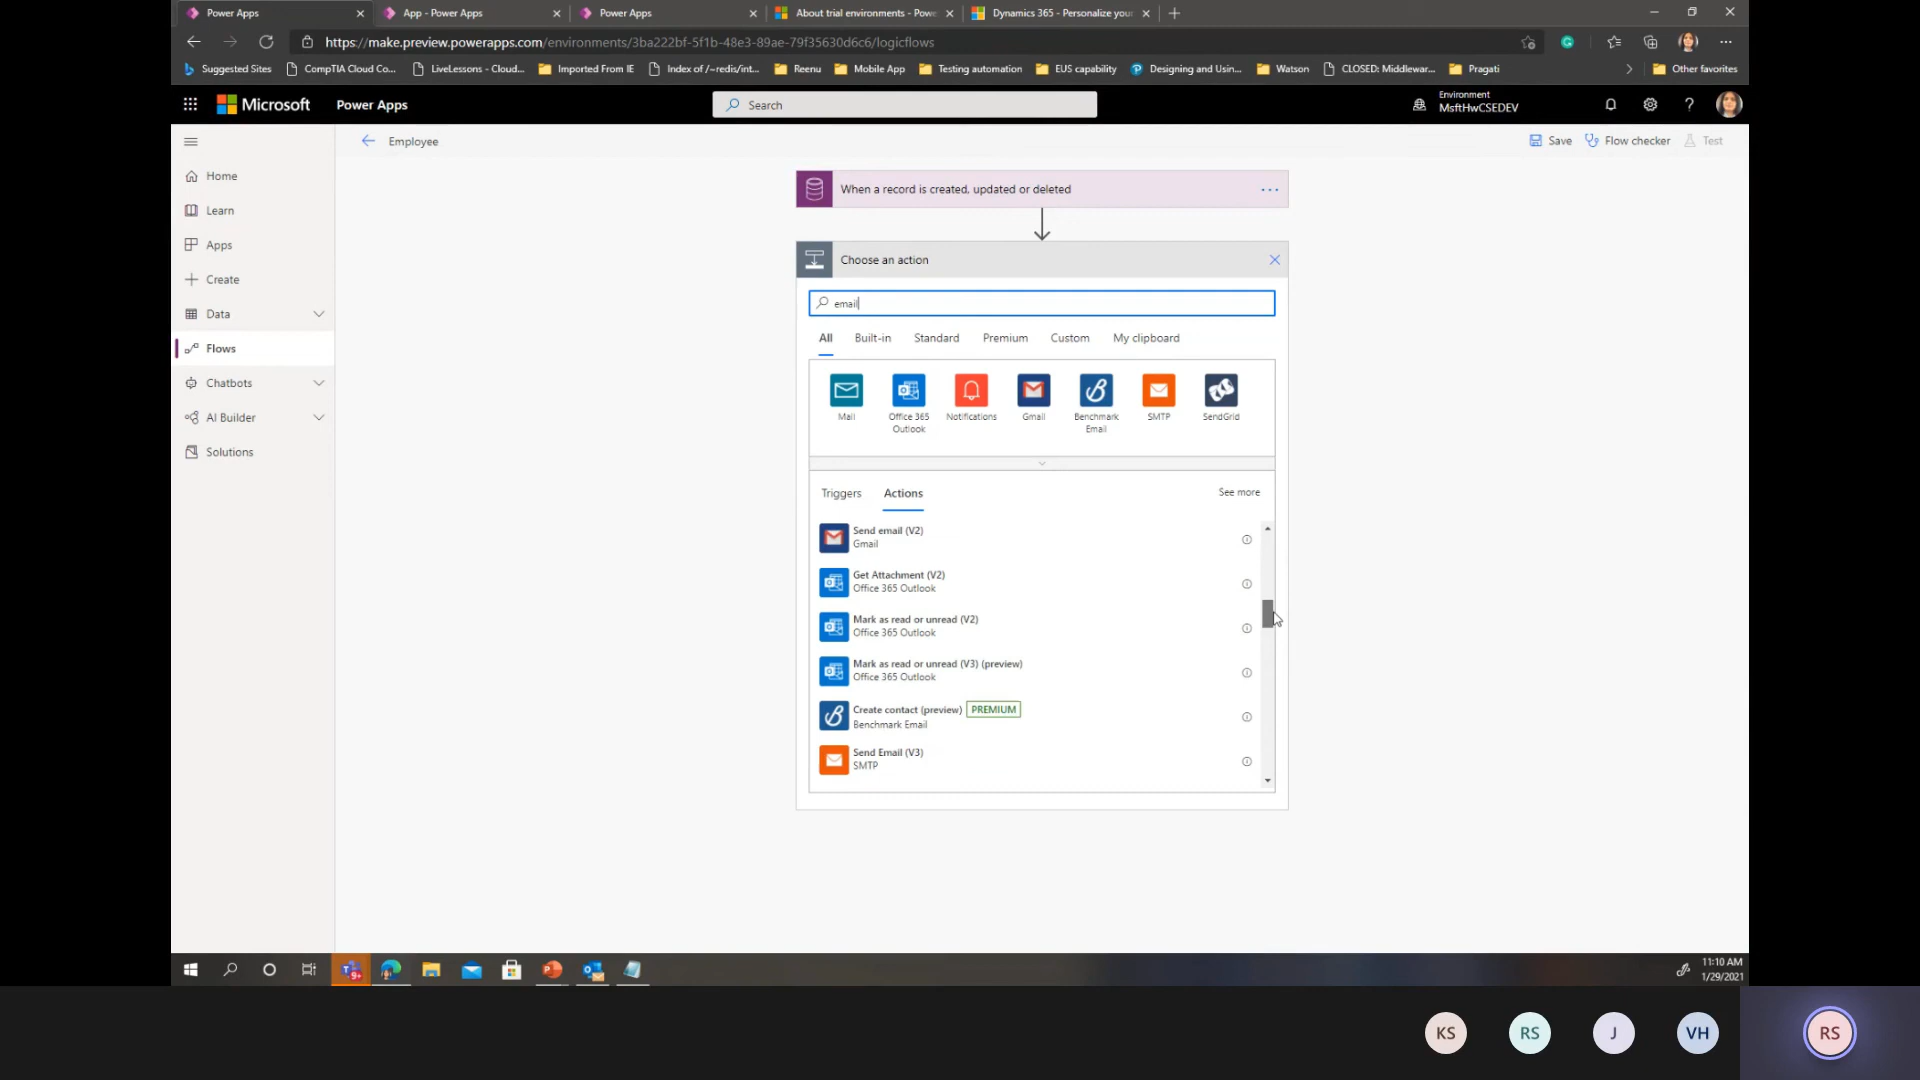 Power Apps
App - Power Apps
Power Apps
About trial environments - Powe
Dynamics 365 - Personalize your
https://make.preview.powerapps.com/environments/3ba222bf-5f1b-48e3-89ae-79f35630d6c6/logicflows
Suggested Sites
CompTIA Cloud Co...
LiveLessons - Cloud...
Imported From IE
Index of /~redis/int...
Reenu
Mobile App
Testing automation
EUS capability
Designing and Usin...
Watson
CLOSED: Middlewar...
Pragati
Other favorites
Microsoft
Power Apps
Search
Environment
MsftHwCSEDEV
Employee
Save
Flow checker
Test
Home
Learn
Apps
Create
Data
Flows
Chatbots
AI Builder
Solutions
When a record is created, updated or deleted
Choose an action
email
All
Built-in
Standard
Premium
Custom
My clipboard
Mail
Office 365
Outlook
Notifications
Gmail
Benchmark
Email
SMTP
SendGrid
Triggers
Actions
See more
Send email (V2)
Gmail
Get Attachment (V2)
Office 365 Outlook
Mark as read or unread (V2)
Office 365 Outlook
Mark as read or unread (V3) (preview)
Office 365 Outlook
Create contact (preview) PREMIUM
Benchmark Email
Send Email (V3)
SMTP
9+
11:10 AM
1/29/2021
KS
RS
J
VH
RS